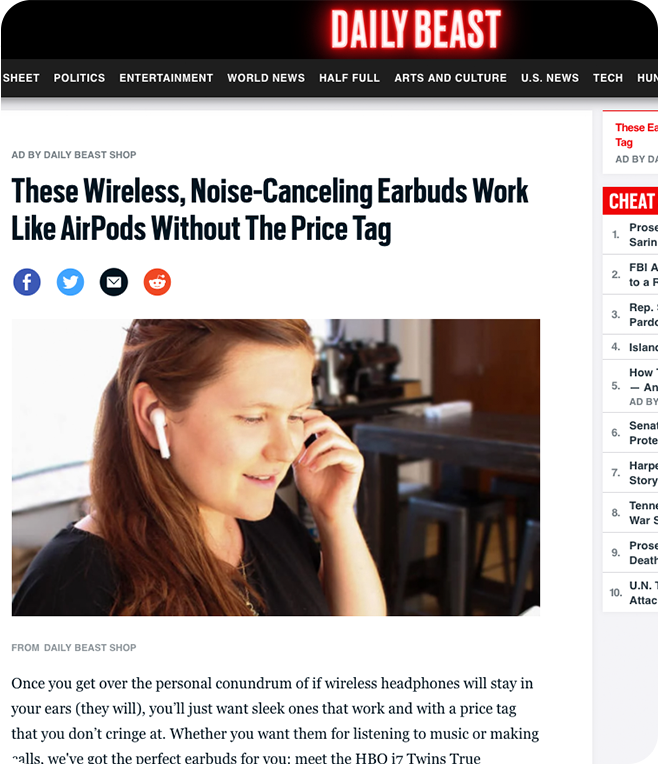 DAILY BEAST
SHEET POLITICS ENTERTAINMENT WORLD NEWS HALF FULL ARTS AND CULTURE U.S. NEWS TECH HUN
AD BY DAILY BEAST SHOP
These Wireless, Noise-Canceling Earbuds Work
Like AirPods Without The Price Tag
FROM DAILY BEAST SHOP
Once you get over the personal conundrum of if wireless headphones will stay in
your ears (they will), you'll just want sleek ones that work and with a price tag
that you don't cringe at. Whether you want them for listening to music or making
calls, we've got the perfect earbuds for you: meet the HBQ i7 Twins True
These Ea
Tag
AD BY DA
CHEAT
1. Prose
Sarin
2. FBI A
to a F
3. Rep.
Pardo
4. Island
5. How
— An
AD BY
6. Senat
Prote
7. Harpe
Story
8. Tenne
War S
9. Prose
Death
10. U.N. T
Attac